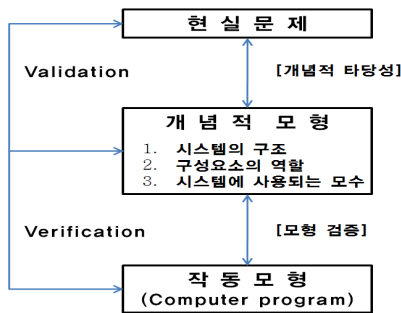 현 실 문 제
Validation
[개념적 타당성]
개 념 적 모 형
1. 시스템의 구조
2. 구성요소의 역할
3. 시스템에 사용되는 모수
Verification
[모형 검증]
작 동 모 형
(Computer program)